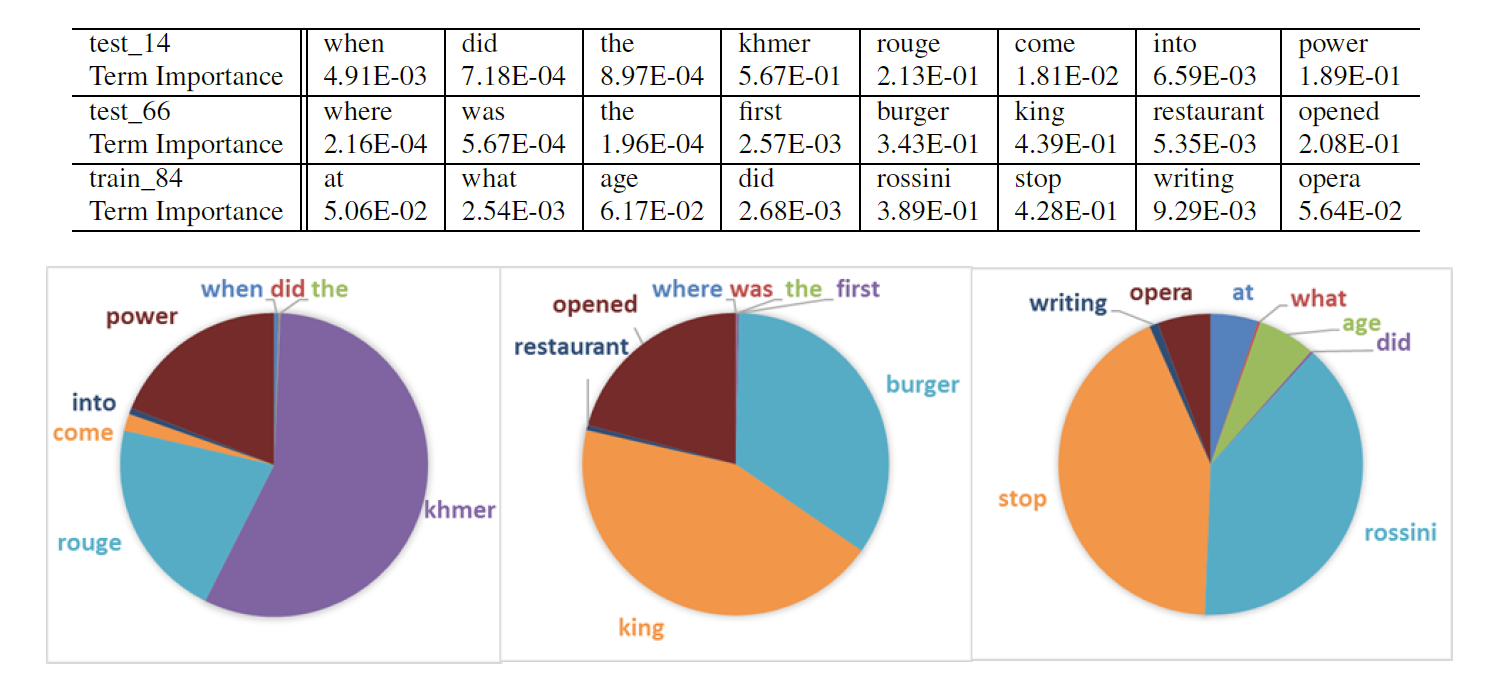 test_14 when did the khmer rouge come into power
Term Importance 4.91E-03 7.18E-04 8.97E-04 5.67E-01 2.13E-01 1.81E-02 6.59E-03 1.89E-01
test_66 where was the first burger king restaurant opened
Term Importance 2.16E-04 5.67E-04 1.96E-04 2.57E-03 3.43E-01 4.39E-01 5.35E-03 2.08E-01
train_84 at what age did rossini stop writing opera
Term Importance 5.06E-02 2.54E-03 6.17E-02 2.68E-03 3.89E-01 4.28E-01 9.29E-03 5.64E-02
when did the
power
into
come
rouge
khmer
where was the first
opened
restaurant
burger
king
writing opera at what
age
did
stop
rossini